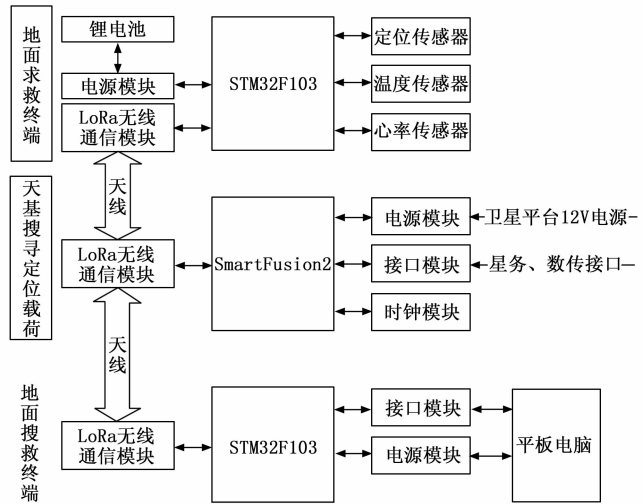 地面求救终端
锂电池
电源模块
LoRa无线
通信模块
STM32F103
定位传感器
温度传感器
心率传感器
天线
天基搜寻定位载荷
LoRa无线
通信模块
SmartFusion2
电源模块
卫星平台12V电源
接口模块
星务、数传接口
时钟模块
天线
地面搜救终端
LoRa无线
通信模块
STM32F103
接口模块
电源模块
平板电脑